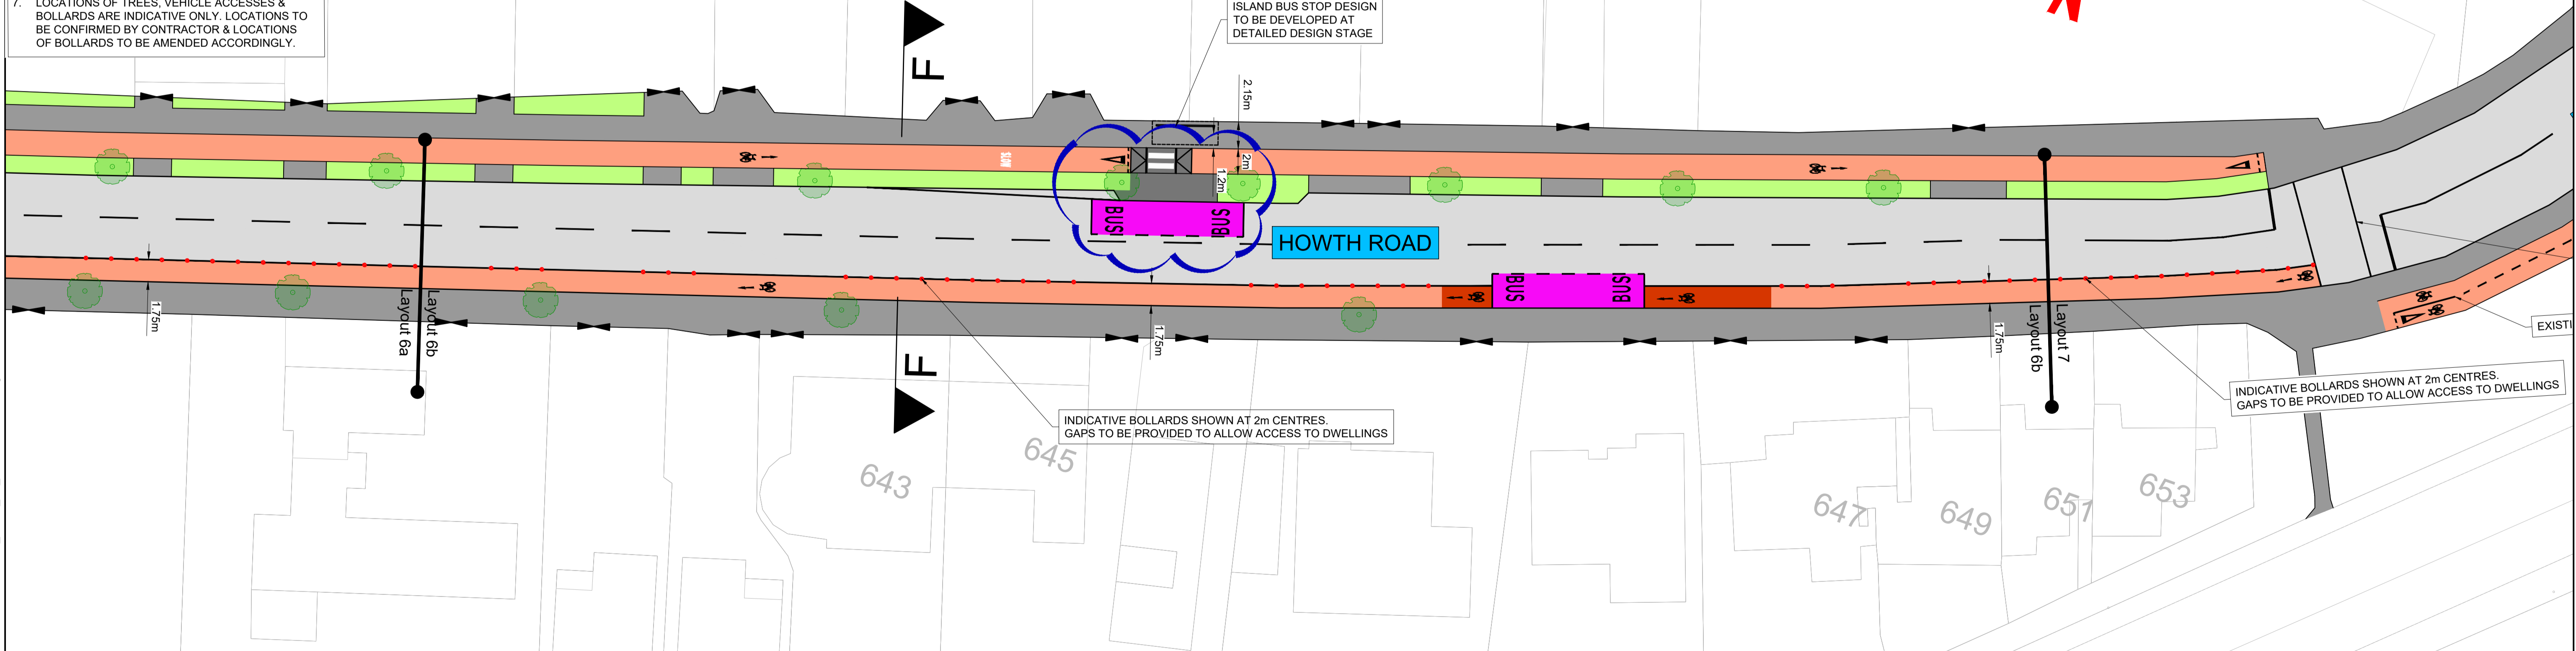 7. LOCATIONS OF TREES, VEHICLE ACCESSES &
BOLLARDS ARE INDICATIVE ONLY. LOCATIONS TO
BE CONFIRMED BY CONTRACTOR & LOCATIONS
OF BOLLARDS TO BE AMENDED ACCORDINGLY.
ISLAND BUS STOP DESIGN
TO BE DEVELOPED AT
DETAILED DESIGN STAGE
F
2.15m
2m
1.2m
SLOW
BUS
BUS
HOWTH ROAD
BUS
BUS
1.75m
1.75m
1.75m
Layout 6a
Layout 6b
Layout 6b
Layout 7
F
EXISTI
INDICATIVE BOLLARDS SHOWN AT 2m CENTRES.
GAPS TO BE PROVIDED TO ALLOW ACCESS TO DWELLINGS
INDICATIVE BOLLARDS SHOWN AT 2m CENTRES.
GAPS TO BE PROVIDED TO ALLOW ACCESS TO DWELLINGS
643
645
647
649
651
653